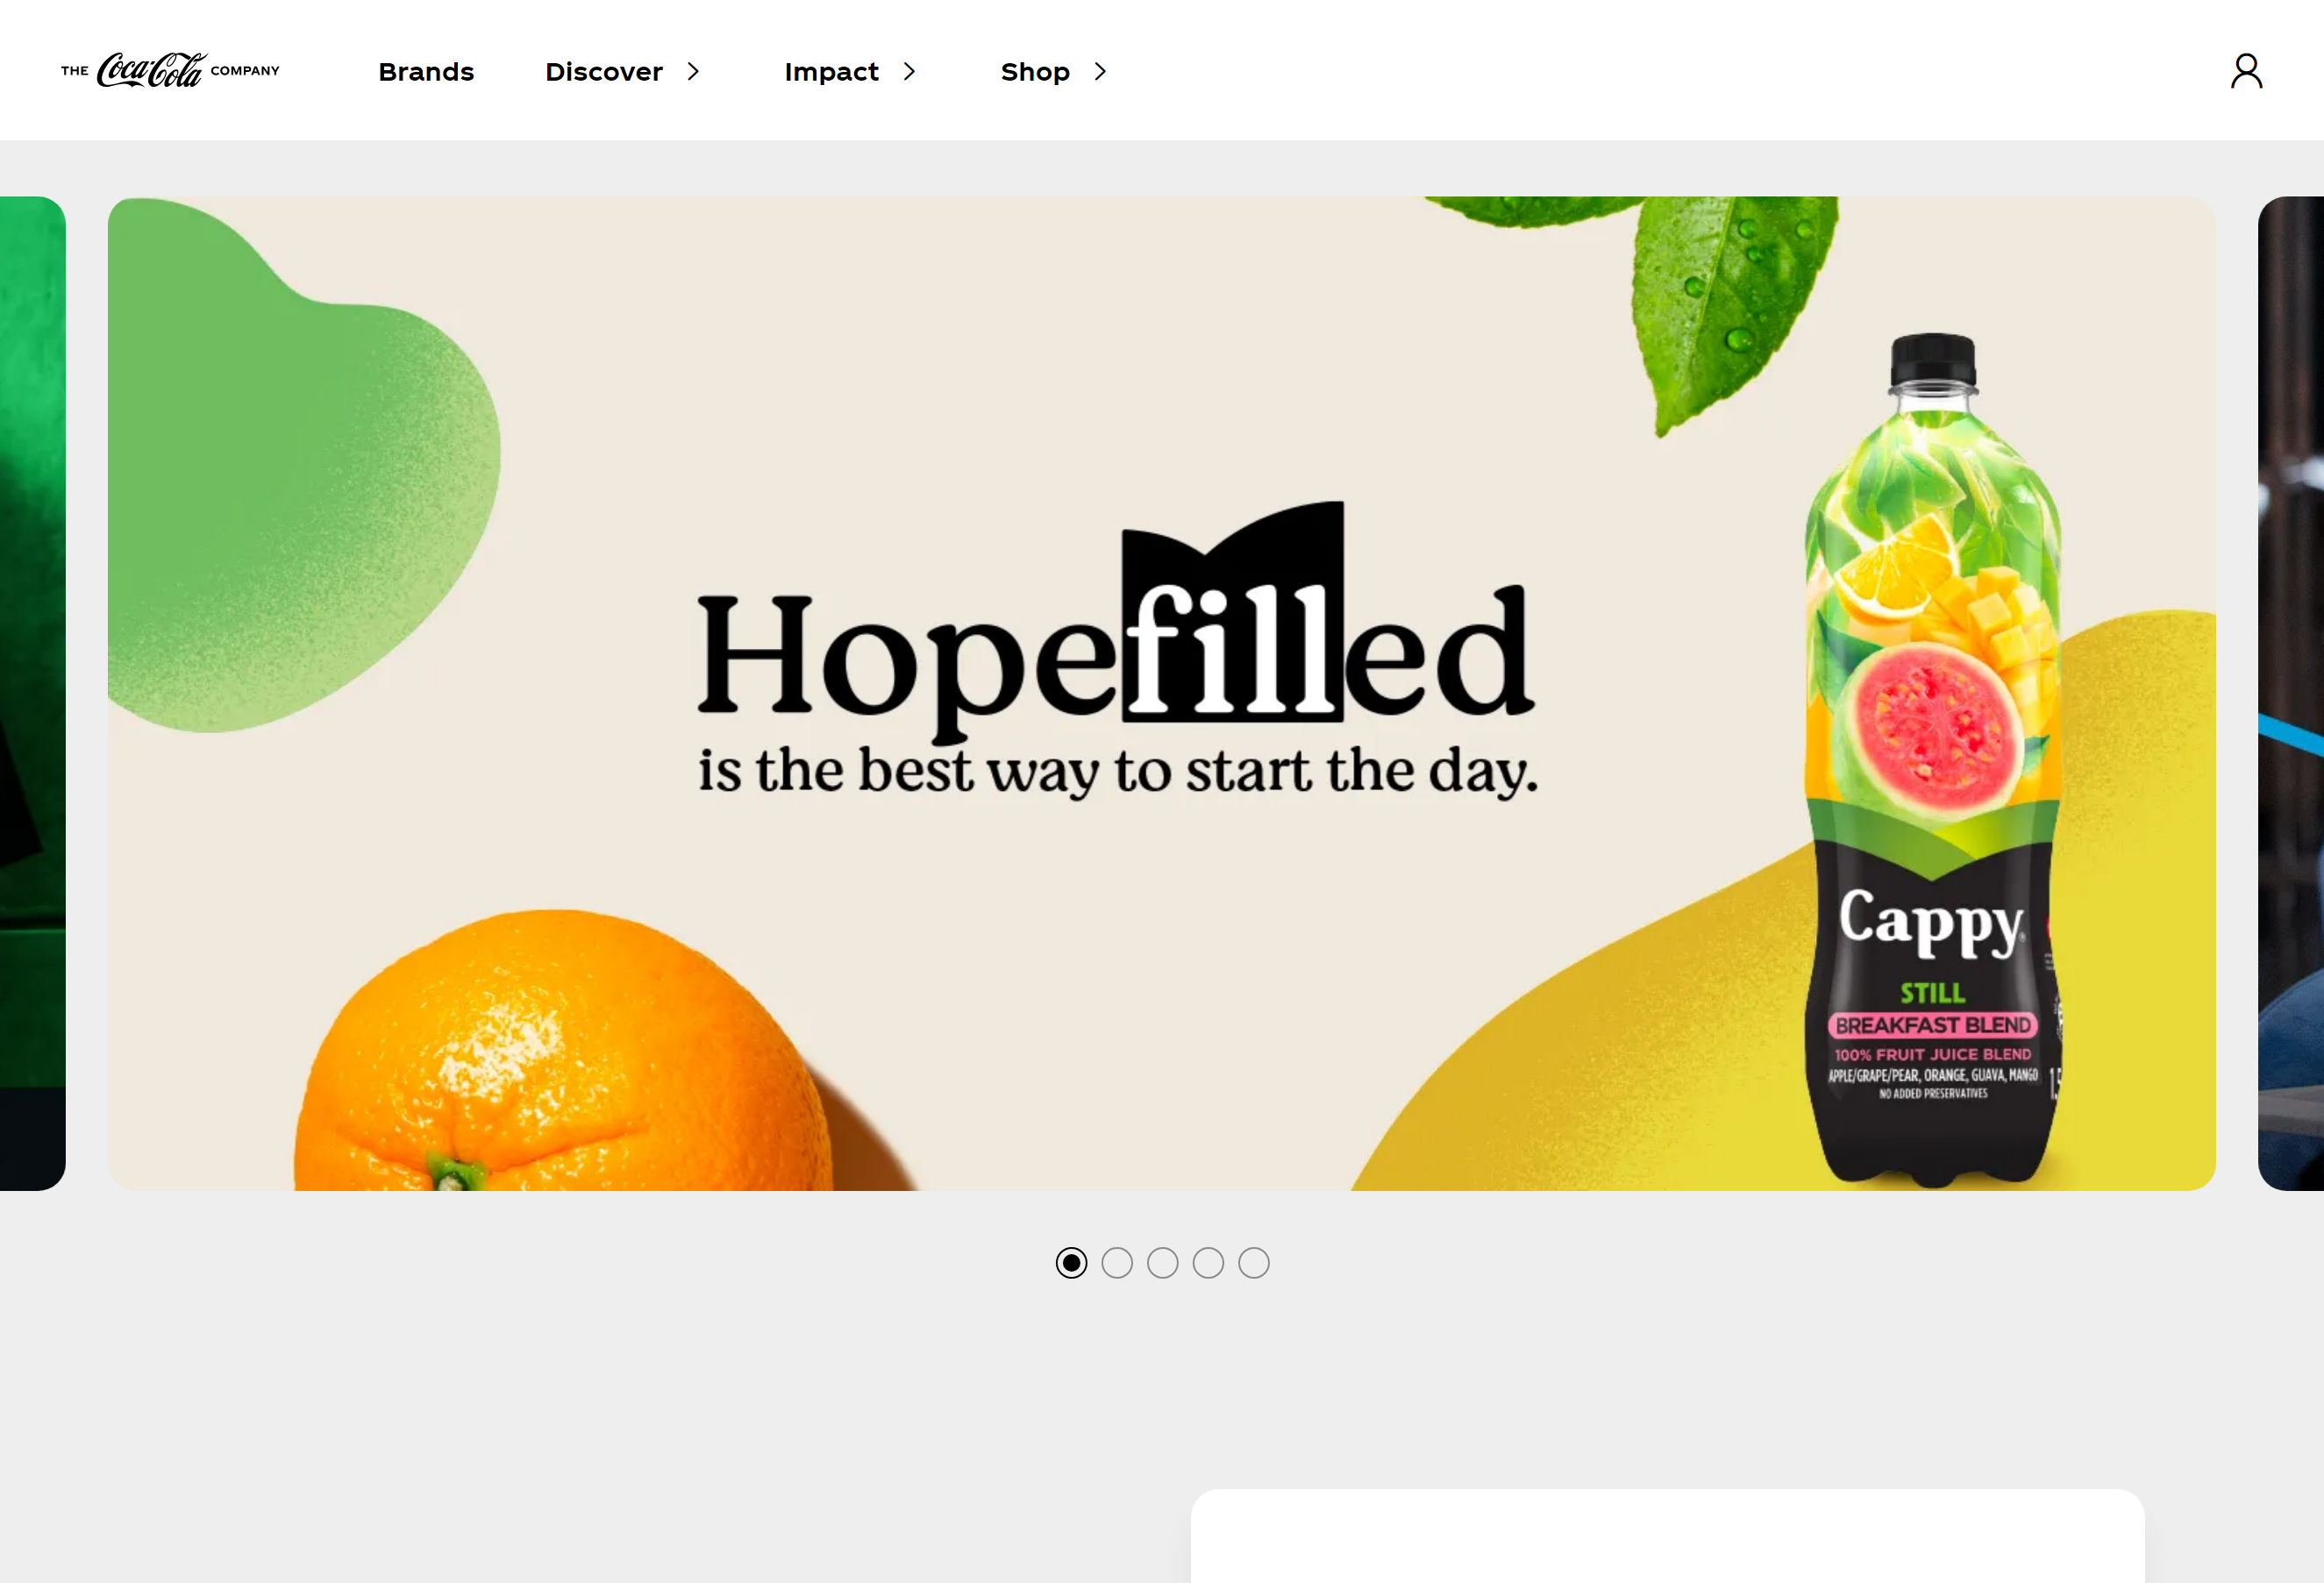 THE Coca-Cola COMPANY
Brands
Discover
Impact
Shop
Hopefilled
is the best way to start the day.
Cappy
STILL
BREAKFAST BLEND
100% FRUIT JUICE BLEND
APPLE/GRAPE/PEAR, ORANGE, GUAVA, MANGO
NO ADDED PRESERVATIVES